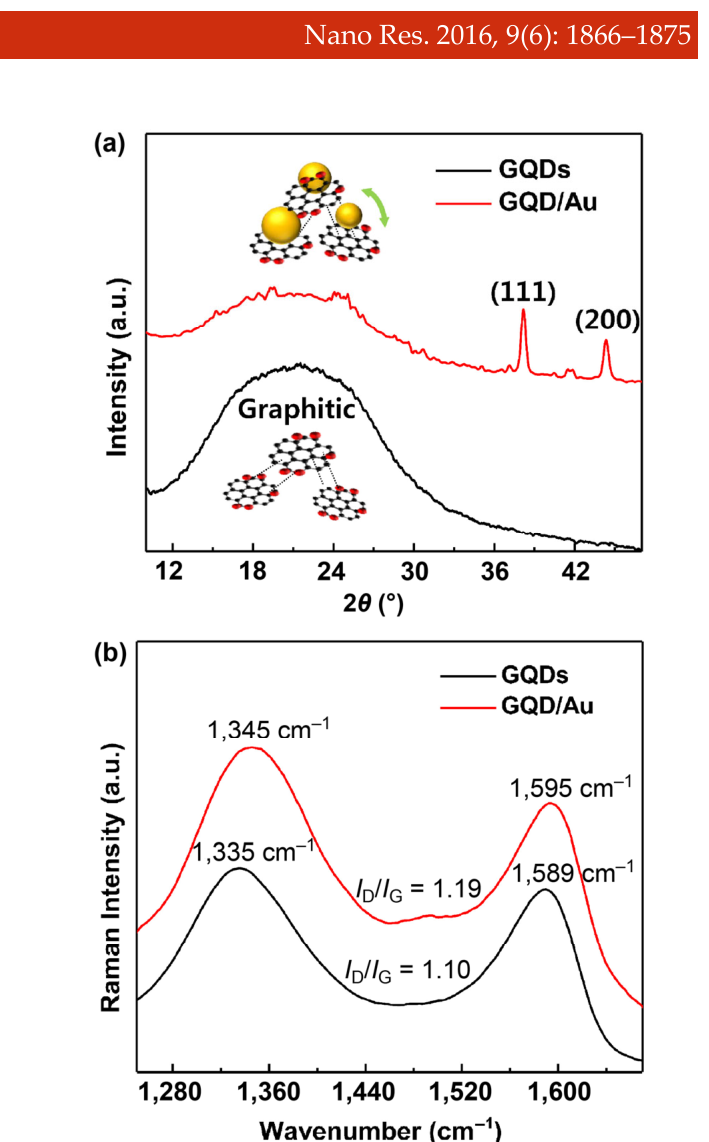 Nano Res. 2016, 9(6): 1866–1875
(a)
GQDs
GQD/Au
(111)
(200)
Graphitic
Intensity (a.u.)
12 18 24 30 36 42
2θ (°)
(b)
GQDs
GQD/Au
1,345 cm⁻¹
1,595 cm⁻¹
1,335 cm⁻¹
1,589 cm⁻¹
I_D/I_G = 1.19
I_D/I_G = 1.10
Raman Intensity (a.u.)
1,280 1,360 1,440 1,520 1,600
Wavenumber (cm⁻¹)